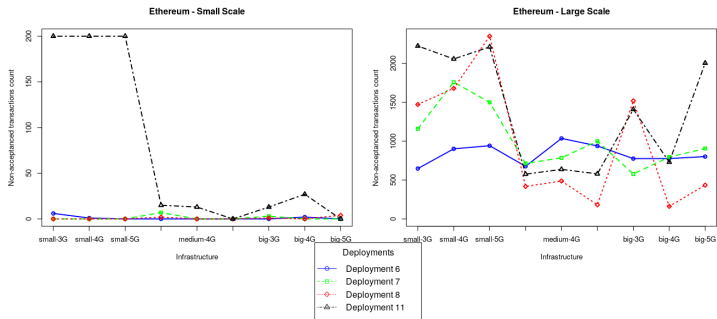 Ethereum - Small Scale
Non-acceptanced transactions count
200
150
100
50
0
small-3G small-4G small-5G medium-4G big-3G big-4G big-5G
Infrastructure
Ethereum - Large Scale
Non-acceptanced transactions count
2000
1500
1000
500
0
small-3G small-4G small-5G medium-4G big-3G big-4G big-5G
Infrastructure
Deployments
Deployment 6
Deployment 7
Deployment 8
Deployment 11